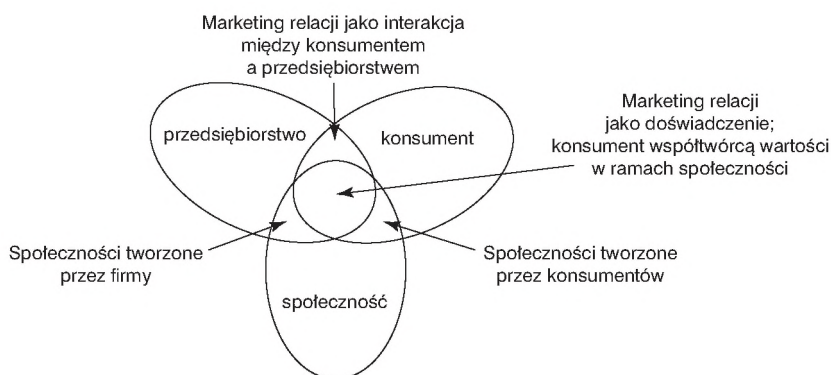 Marketing relacji jako interakcja
między konsumentem
a przedsiębiorstwem
Marketing relacji
jako doświadczenie;
konsument współtwórcą wartości
w ramach społeczności
przedsiębiorstwo
konsument
Społeczności tworzone
przez firmy
Społeczności tworzone
przez konsumentów
społeczność